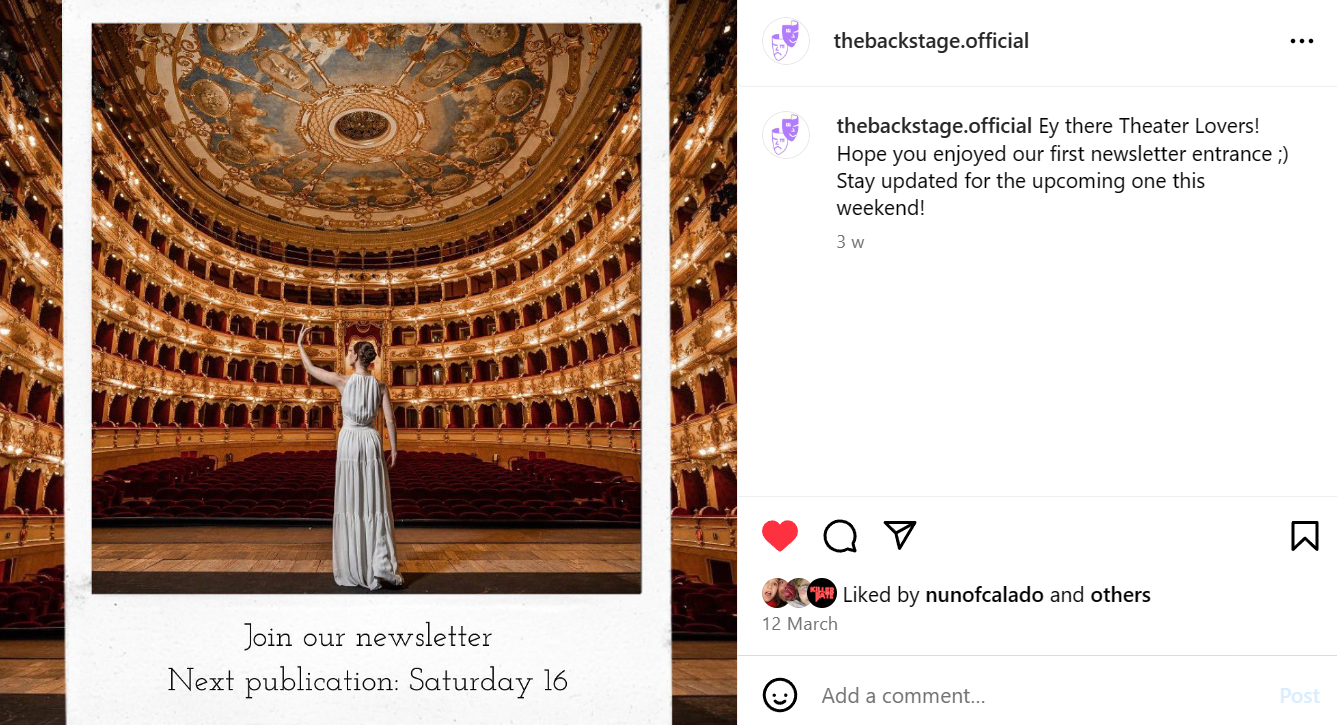 thebackstage.official
thebackstage.official Ey there Theater Lovers!
Hope you enjoyed our first newsletter entrance ;)
Stay updated for the upcoming one this
weekend!
3 w
Join our newsletter
Next publication: Saturday 16
Liked by nunofcalado and others
12 March
Add a comment...
Post